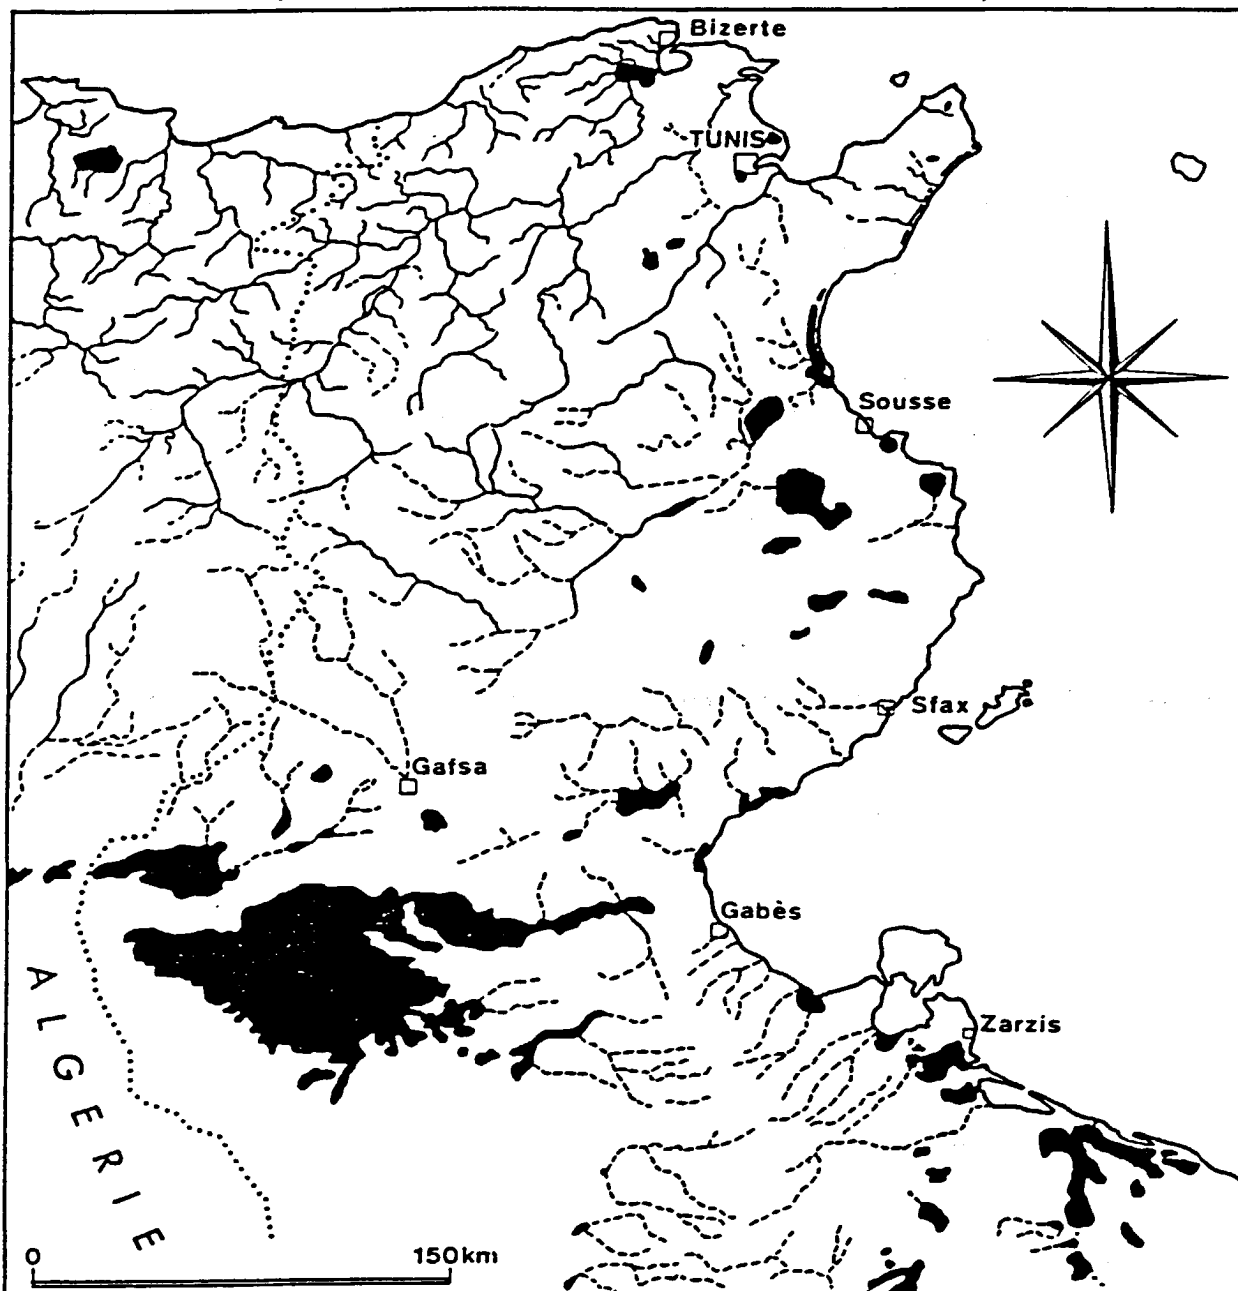 Bizerte
TUNIS
Sousse
Sfax
Gafsa
Gabès
Zarzis
ALGERIE
0 150km